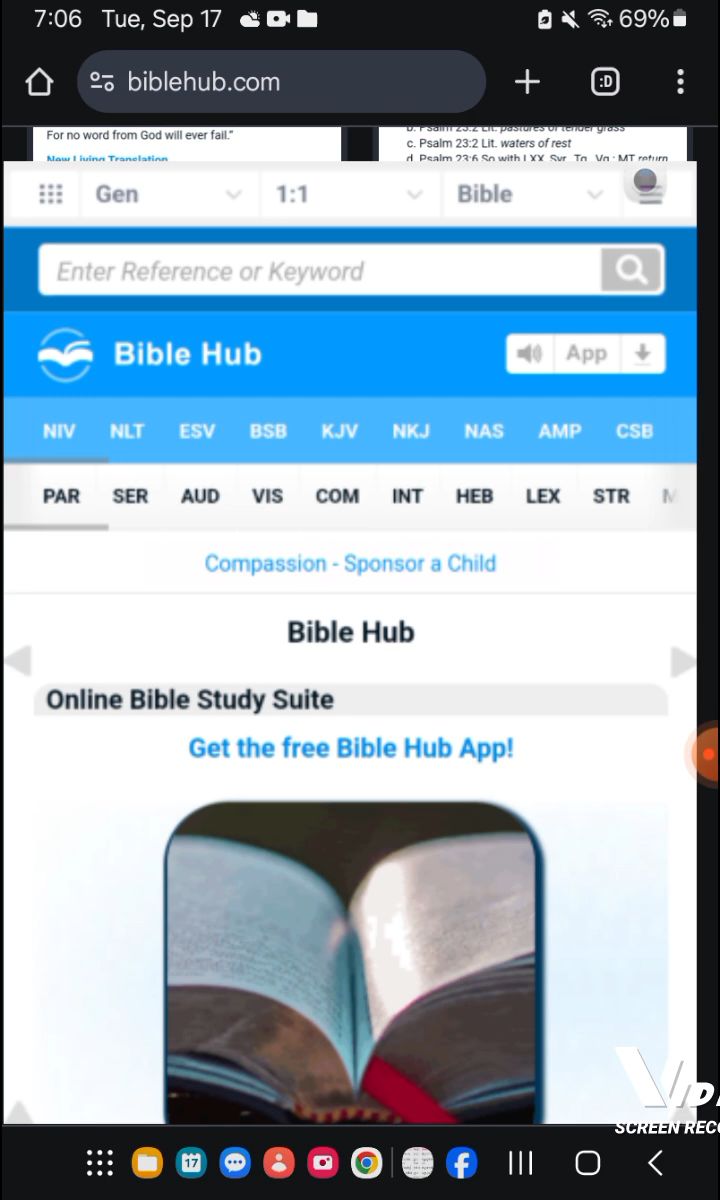 7:06 Tue, Sep 17 69%
:D
biblehub.com
For no word from God will ever fail.”
New Living Translation
b. Psalm 23:2 Lit. pastures of tender grass
c. Psalm 23:2 Lit. waters of rest
d. Psalm 23:6 So with LXX, Syr, Tg, Vg.; MT return
Gen 1:1 Bible
Enter Reference or Keyword
Bible Hub App
NIV NLT ESV BSB KJV NKJ NAS AMP CSB
PAR SER AUD VIS COM INT HEB LEX STR
Compassion - Sponsor a Child
Bible Hub
Online Bible Study Suite
Get the free Bible Hub App!
17
SCREEN REC